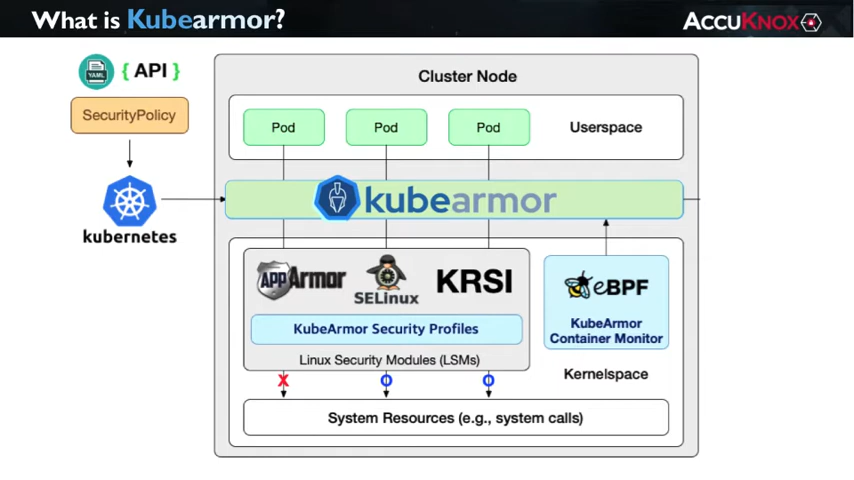 What is Kubearmor?
ACCUKNOX
YAML
{ API }
SecurityPolicy
kubernetes
Cluster Node
Pod
Pod
Pod
Userspace
kubearmor
APPARMOR
SELinux
KRSI
KubeArmor Security Profiles
Linux Security Modules (LSMs)
eBPF
KubeArmor
Container Monitor
Kernelspace
X
O
O
System Resources (e.g., system calls)